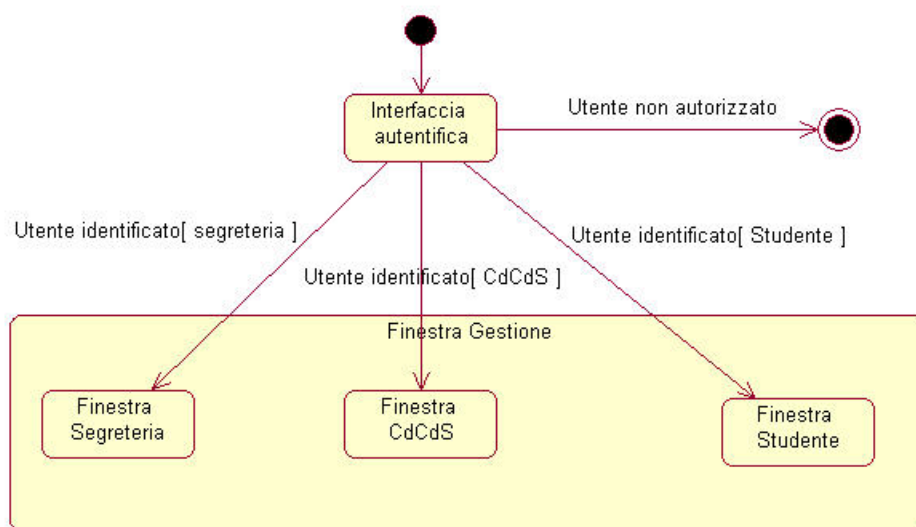 Interfaccia
autentifica
Utente non autorizzato
Utente identificato[ segreteria ]
Utente identificato[ Studente ]
Utente identificato[ CdCdS ]
Finestra Gestione
Finestra
Segreteria
Finestra
CdCdS
Finestra
Studente